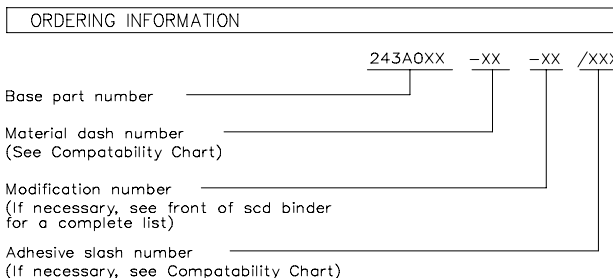 ORDERING INFORMATION
243A0XX -XX -XX /XXX
Base part number
Material dash number
(See Compatability Chart)
Modification number
(If necessary, see front of scd binder
for a complete list)
Adhesive slash number
(If necessary, see Compatability Chart)